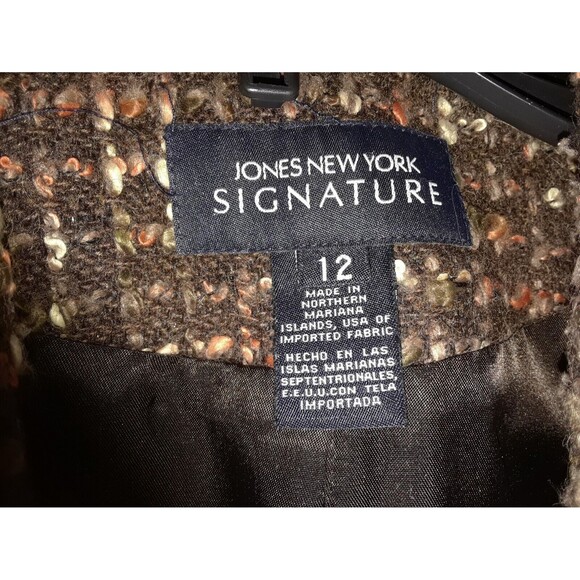 JONES NEW YORK
SIGNATURE
12
MADE IN
NORTHERN
MARIANA
ISLANDS, USA OF
IMPORTED FABRIC
HECHO EN LAS
ISLAS MARIANAS
SEPTENTRIONALES,
E.E.U.U.CON TELA
IMPORTADA